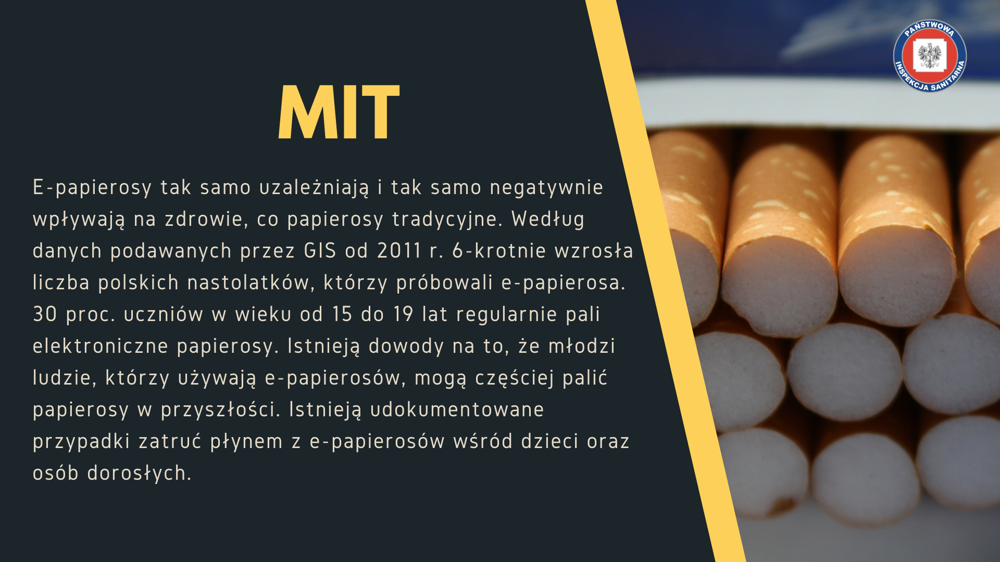 PAŃSTWOWA
INSPEKCJA SANITARNA
MIT
E-papierosy tak samo uzależniają i tak samo negatywnie
wpływają na zdrowie, co papierosy tradycyjne. Według
danych podawanych przez GIS od 2011 r. 6-krotnie wzrosła
liczba polskich nastolatków, którzy próbowali e-papierosa.
30 proc. uczniów w wieku od 15 do 19 lat regularnie pali
elektroniczne papierosy. Istnieją dowody na to, że młodzi
ludzie, którzy używają e-papierosów, mogą częściej palić
papierosy w przyszłości. Istnieją udokumentowane
przypadki zatruć płynem z e-papierosów wśród dzieci oraz
osób dorosłych.